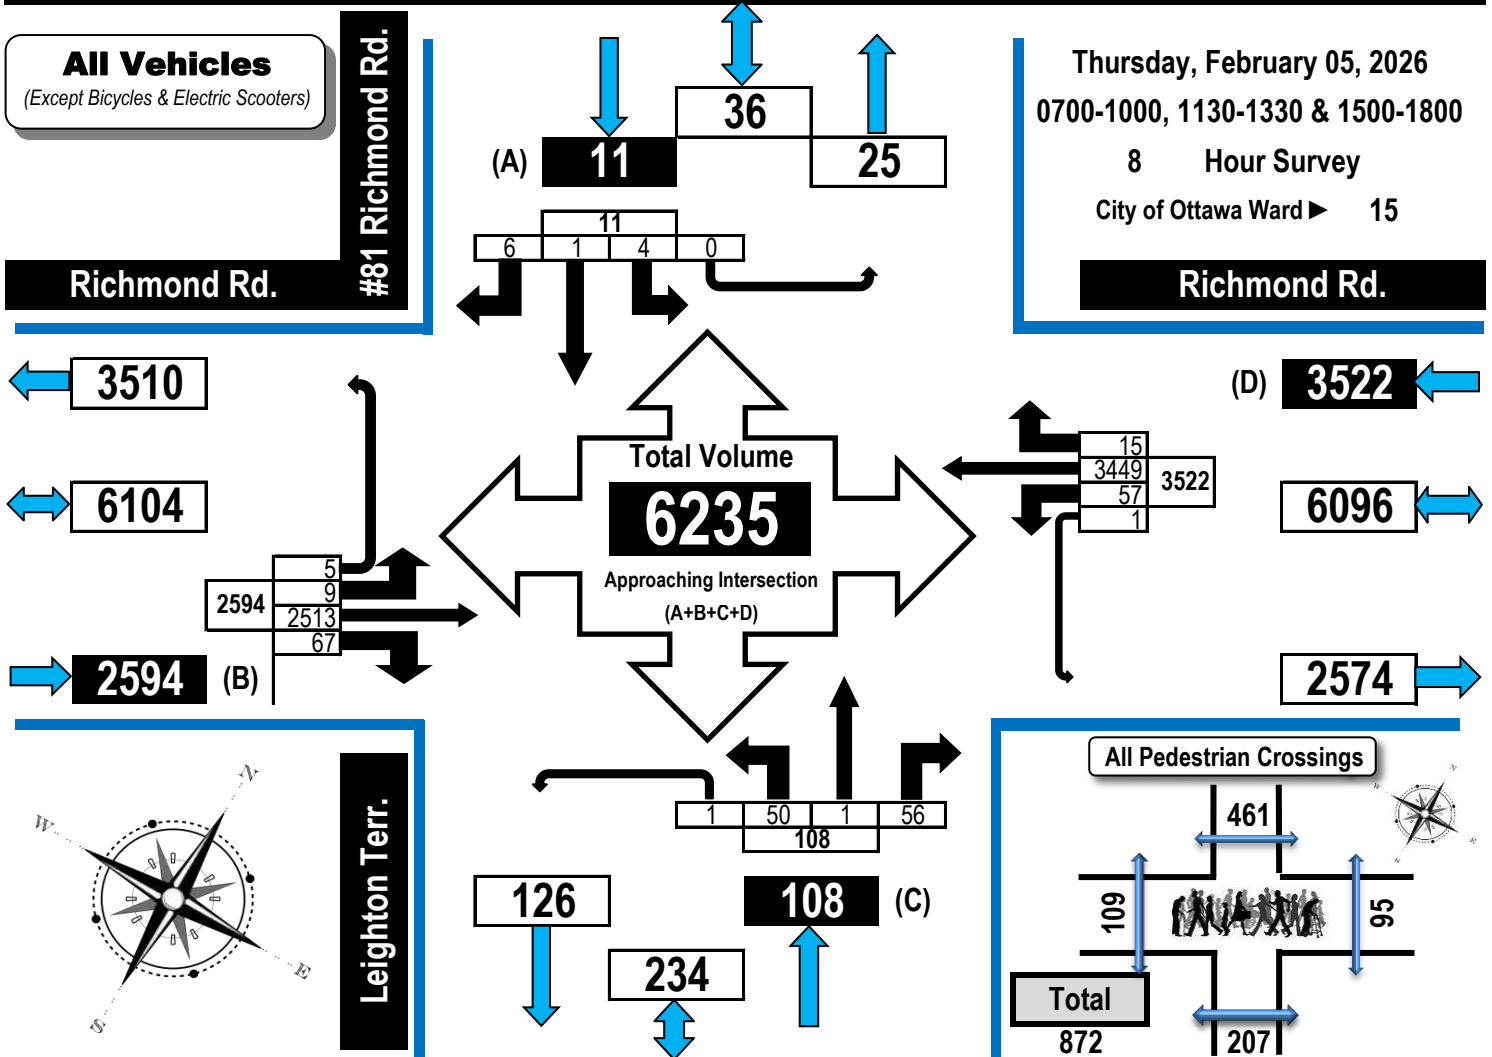 All Vehicles
(Except Bicycles & Electric Scooters)
#81 Richmond Rd.
Richmond Rd.
36
(A) 11
25
11
6 1 4 0
Thursday, February 05, 2026
0700-1000, 1130-1330 & 1500-1800
8 Hour Survey
City of Ottawa Ward ► 15
Richmond Rd.
3510
6104
5
9
2513
67
2594
2594 (B)
Total Volume
6235
Approaching Intersection
(A+B+C+D)
(D) 3522
15
3449
57
1
3522
6096
2574
N
W
E
S
Leighton Terr.
1 50 1 56
108
126
108 (C)
234
All Pedestrian Crossings
461
109
95
207
Total
872
N
W
E
S